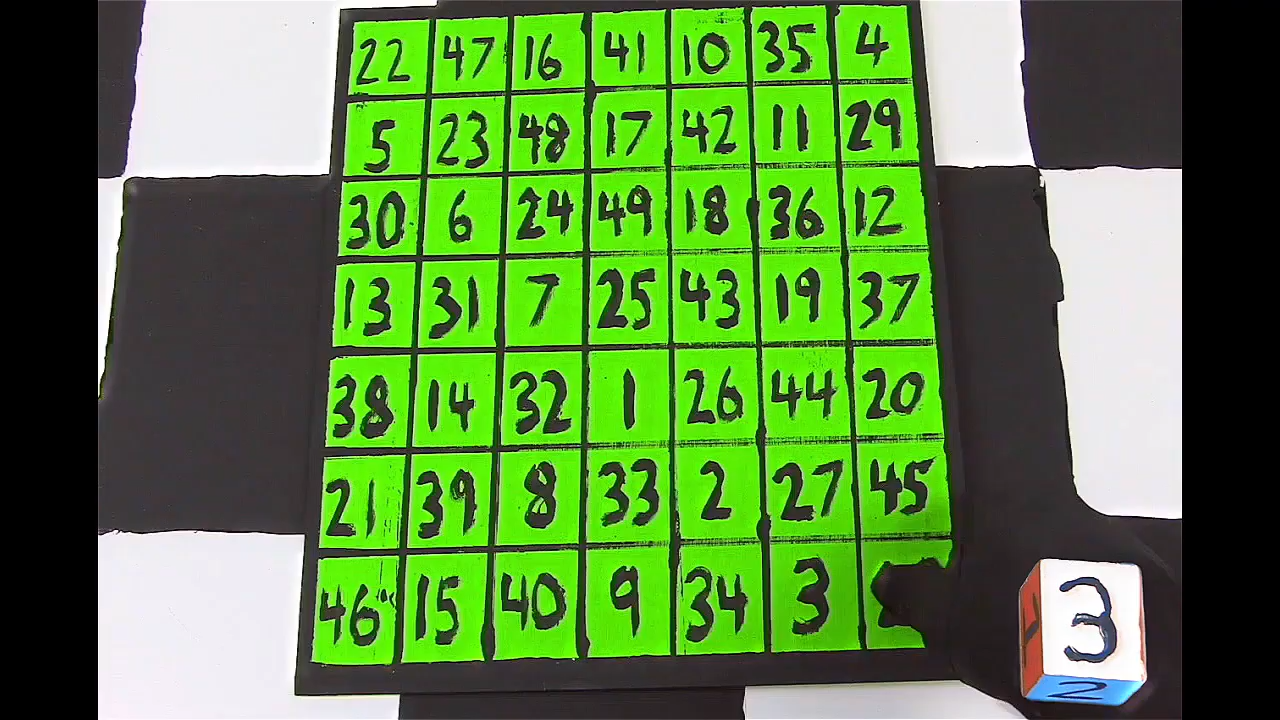 22 47 16 41 10 35 4
5 23 48 17 42 11 29
30 6 24 49 18 36 12
13 31 7 25 43 19 37
38 14 32 1 26 44 20
21 39 8 33 2 27 45
46 15 40 9 34 3
3
2